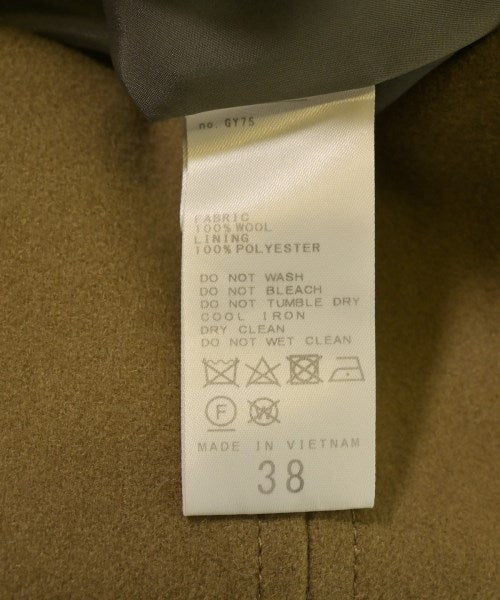 no. GY75
FABRIC
100% WOOL
LINING
100% POLYESTER
DO NOT WASH
DO NOT BLEACH
DO NOT TUMBLE DRY
COOL IRON
DRY CLEAN
DO NOT WET CLEAN
F W
MADE IN VIETNAM
38